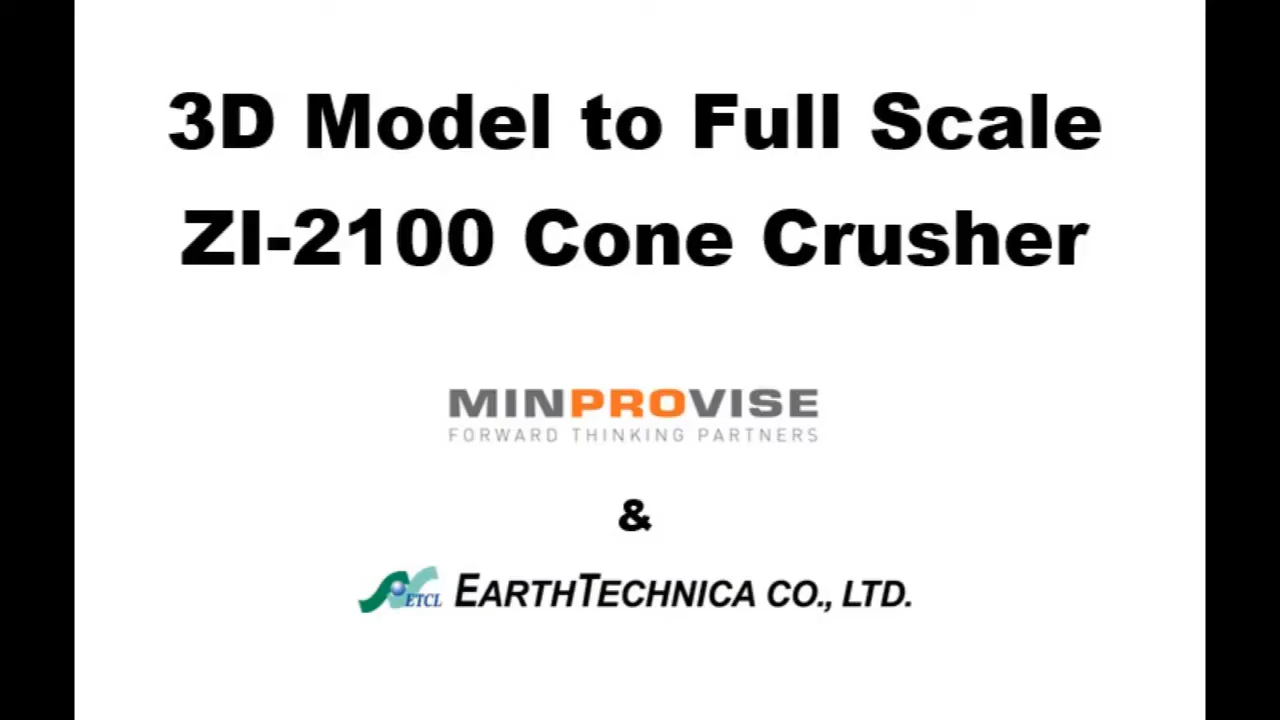 3D Model to Full Scale
ZI-2100 Cone Crusher
MINPROVISE
FORWARD THINKING PARTNERS
&
ETCL EARTHTECHNICA CO., LTD.